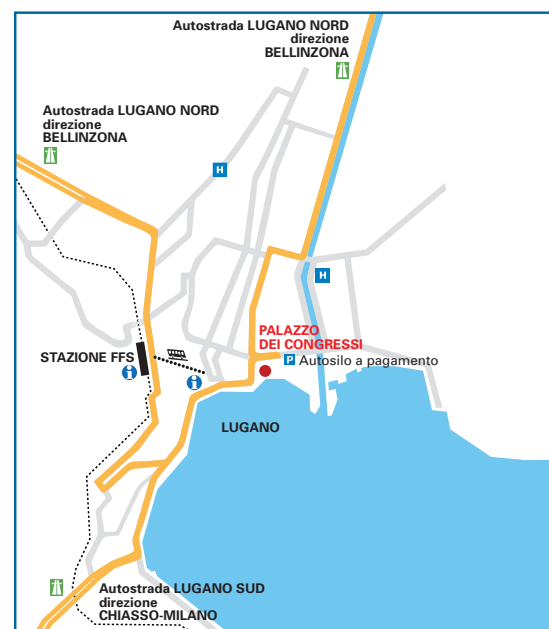 Autostrada LUGANO NORD
direzione
BELLINZONA
Autostrada LUGANO NORD
direzione
BELLINZONA
H
H
PALAZZO
DEI CONGRESSI
STAZIONE FFS
P Autosilo a pagamento
i
i
LUGANO
Autostrada LUGANO SUD
direzione
CHIASSO-MILANO